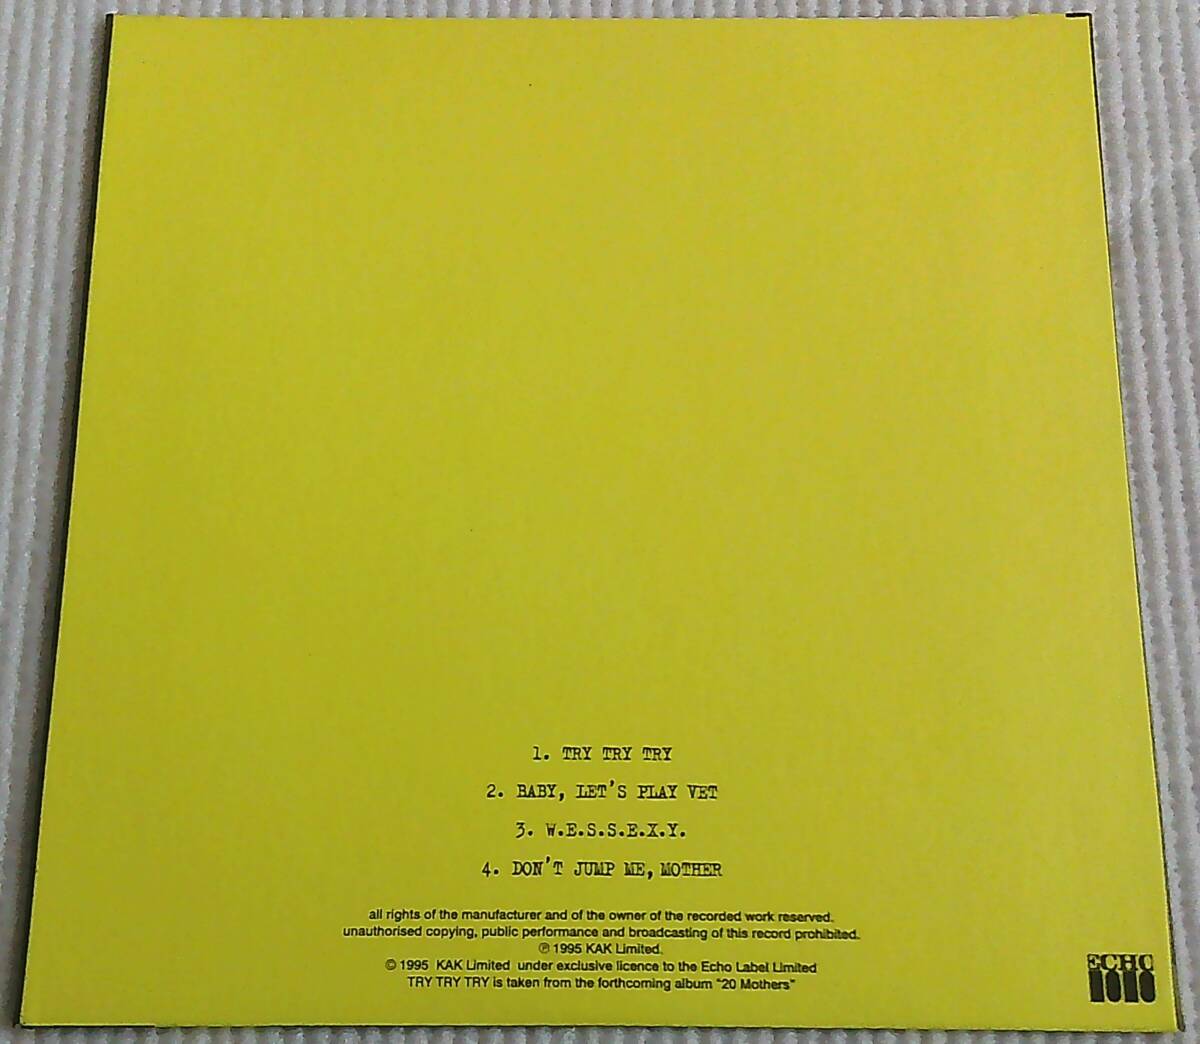 1. TRY TRY TRY
2. BABY, LET'S PLAY VET
3. W.E.S.S.E.X.Y.
4. DON'T JUMP ME, MOTHER
all rights of the manufacturer and of the owner of the recorded work reserved.
unauthorised copying, public performance and broadcasting of this record prohibited.
℗ 1995 KAK Limited.
© 1995 KAK Limited under exclusive licence to the Echo Label Limited
TRY TRY TRY is taken from the forthcoming album "20 Mothers"
ECHO